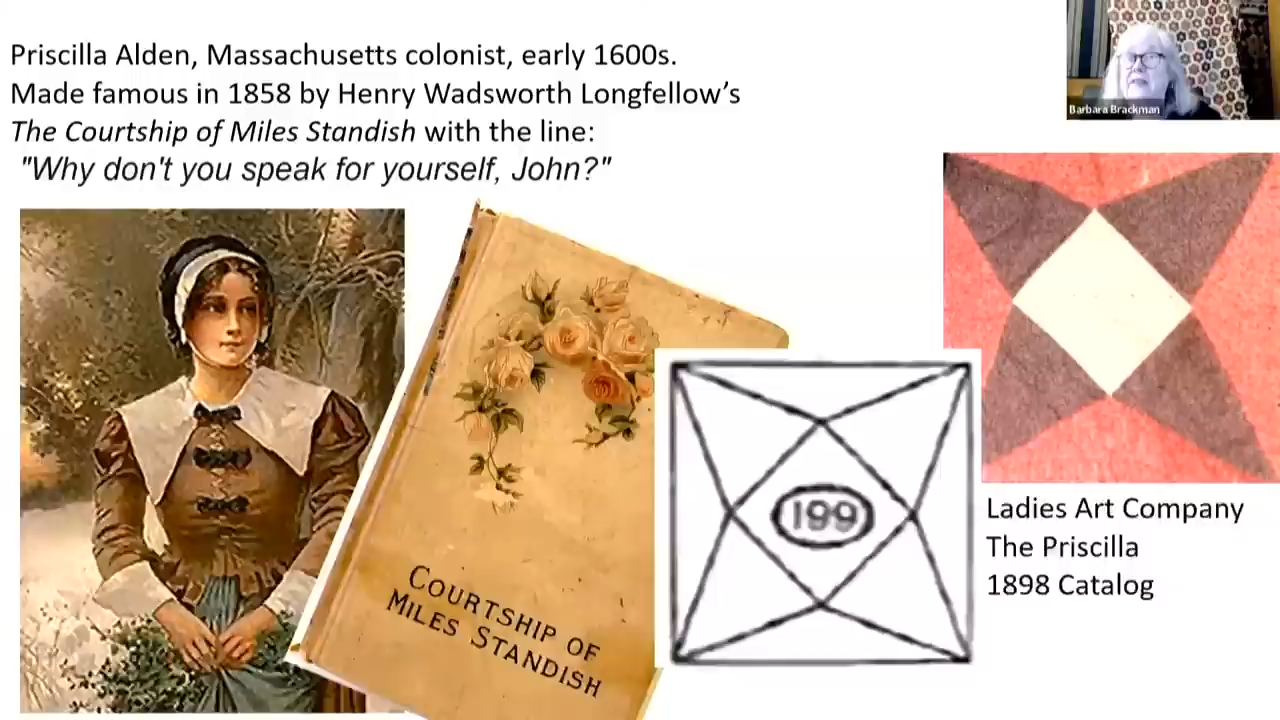 Priscilla Alden, Massachusetts colonist, early 1600s.
Made famous in 1858 by Henry Wadsworth Longfellow's
The Courtship of Miles Standish with the line:
"Why don't you speak for yourself, John?"
Barbara Brackman
COURTSHIP OF
MILES STANDISH
199
Ladies Art Company
The Priscilla
1898 Catalog